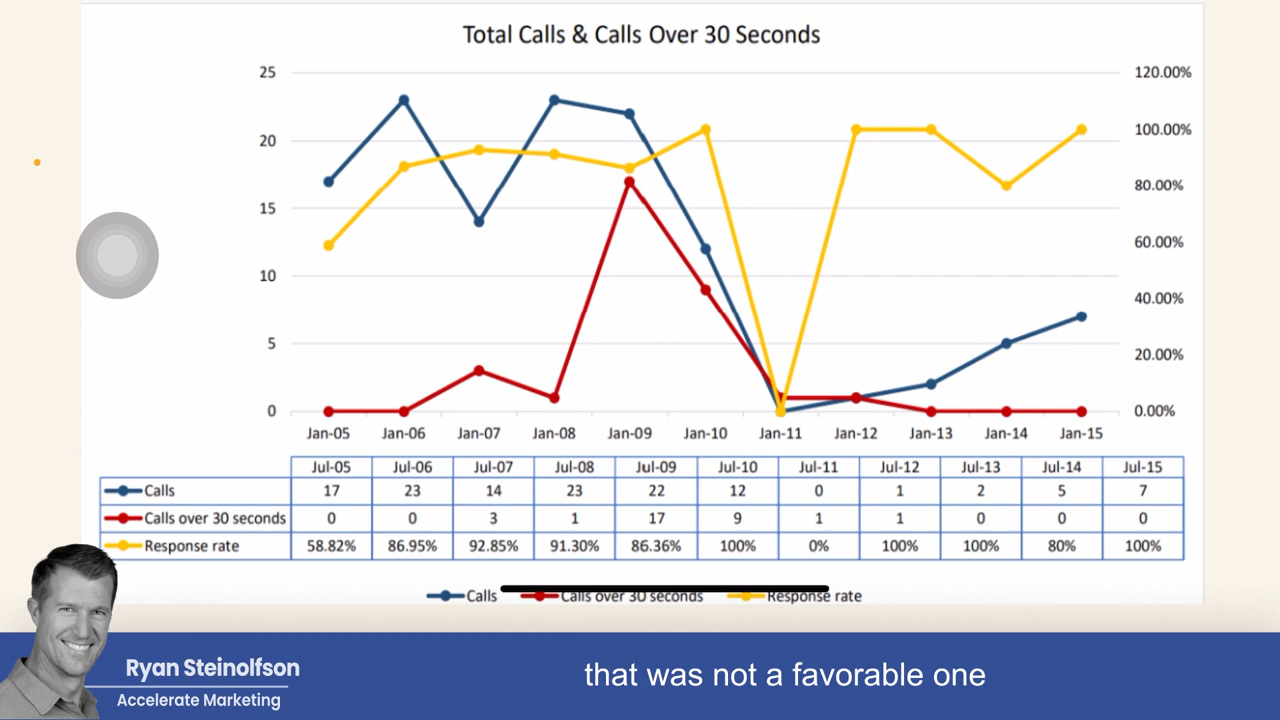 Total Calls & Calls Over 30 Seconds
25 120.00%
20 100.00%
15 80.00%
10 60.00%
5 40.00%
0 20.00%
0.00%
Jan-05 Jan-06 Jan-07 Jan-08 Jan-09 Jan-10 Jan-11 Jan-12 Jan-13 Jan-14 Jan-15
Jul-05 Jul-06 Jul-07 Jul-08 Jul-09 Jul-10 Jul-11 Jul-12 Jul-13 Jul-14 Jul-15
Calls 17 23 14 23 22 12 0 1 2 5 7
Calls over 30 seconds 0 0 3 1 17 9 1 1 0 0 0
Response rate 58.82% 86.95% 92.85% 91.30% 86.36% 100% 0% 100% 100% 80% 100%
Calls Calls over 30 seconds Response rate
Ryan Steinolfson
Accelerate Marketing
that was not a favorable one